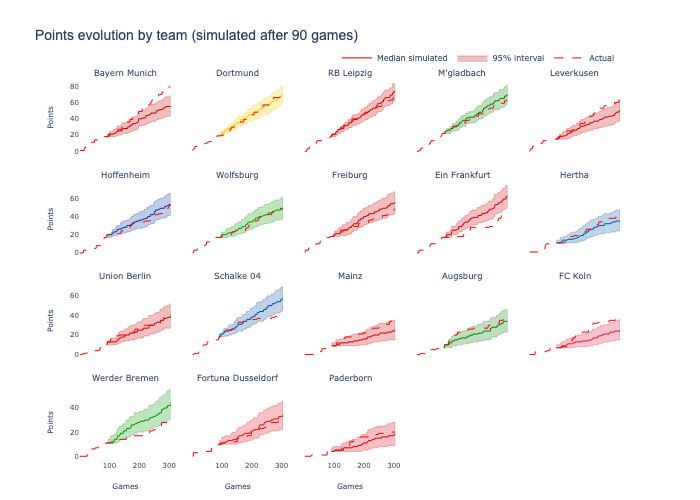 Points evolution by team (simulated after 90 games)
Median simulated 95% interval Actual
Bayern Munich Dortmund RB Leipzig M'gladbach Leverkusen
80
60
40
20
0
Points
Hoffenheim Wolfsburg Freiburg Ein Frankfurt Hertha
60
40
20
0
Points
Union Berlin Schalke 04 Mainz Augsburg FC Koln
60
40
20
0
Points
Werder Bremen Fortuna Dusseldorf Paderborn
40
20
0
Points
100 200 300 100 200 300 100 200 300
Games Games Games